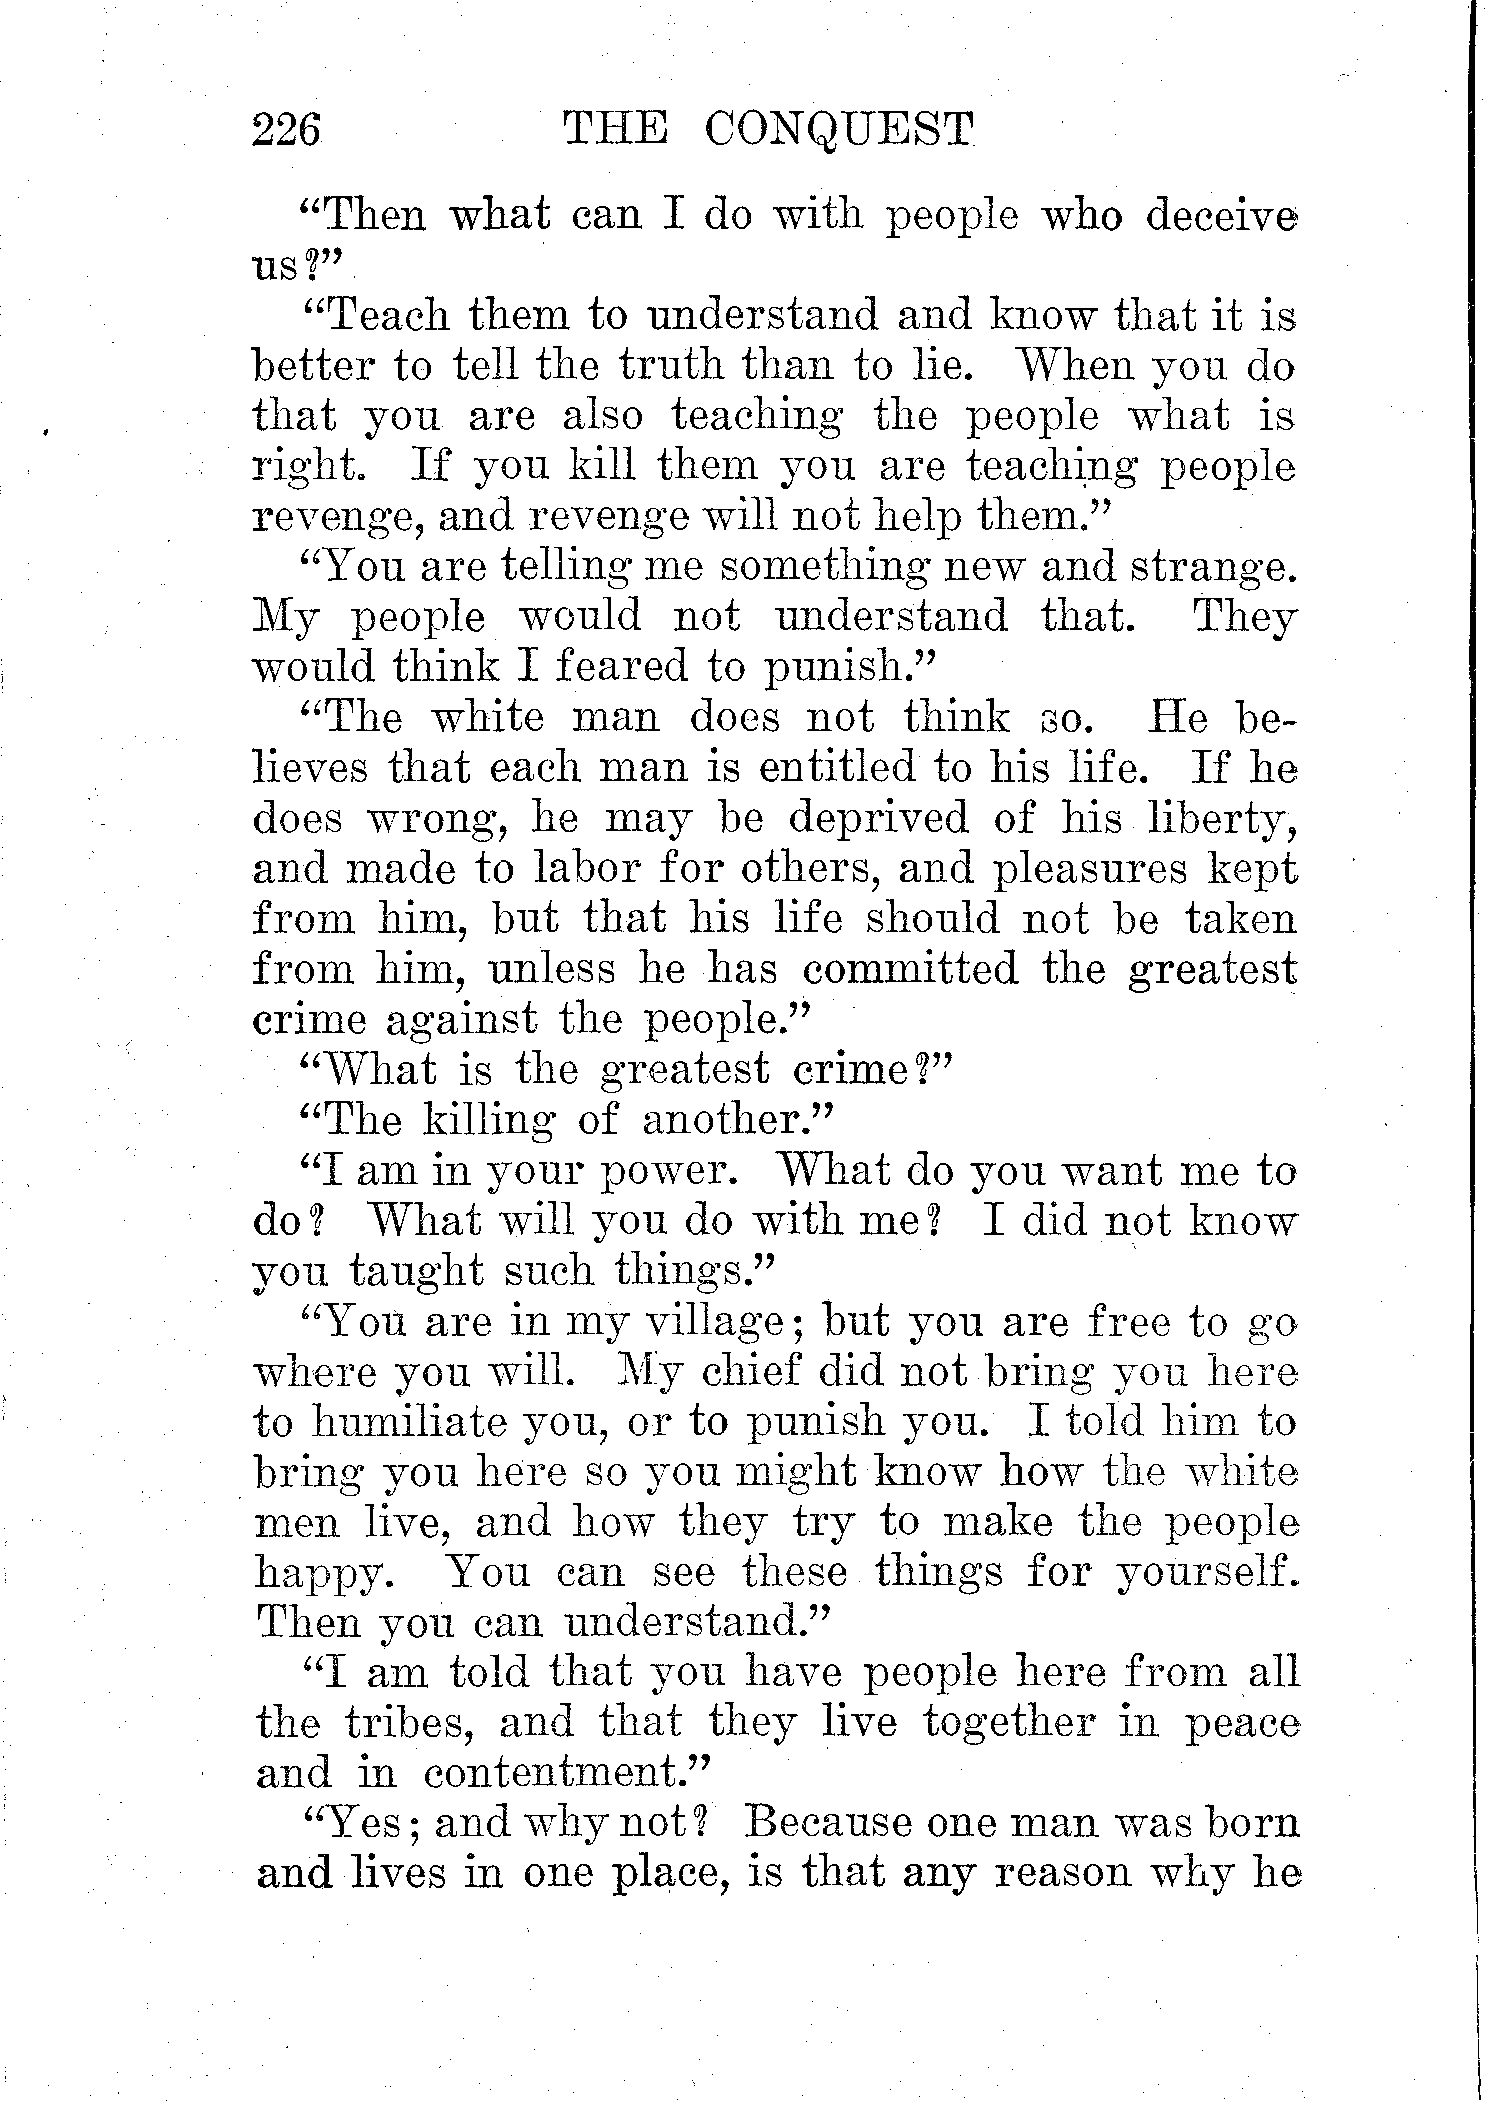 226 THE CONQUEST
“Then what can I do with people who deceive
us?”
“Teach them to understand and know that it is
better to tell the truth than to lie. When you do
that you are also teaching the people what is
right. If you kill them you are teaching people
revenge, and revenge will not help them.”
“You are telling me something new and strange.
My people would not understand that. They
would think I feared to punish.”
“The white man does not think so. He be-
lieves that each man is entitled to his life. If he
does wrong, he may be deprived of his liberty,
and made to labor for others, and pleasures kept
from him, but that his life should not be taken
from him, unless he has committed the greatest
crime against the people.”
“What is the greatest crime?”
“The killing of another.”
“I am in your power. What do you want me to
do? What will you do with me? I did not know
you taught such things.”
“You are in my village; but you are free to go
where you will. My chief did not bring you here
to humiliate you, or to punish you. I told him to
bring you here so you might know how the white
men live, and how they try to make the people
happy. You can see these things for yourself.
Then you can understand.”
“I am told that you have people here from all
the tribes, and that they live together in peace
and in contentment.”
“Yes; and why not? Because one man was born
and lives in one place, is that any reason why he